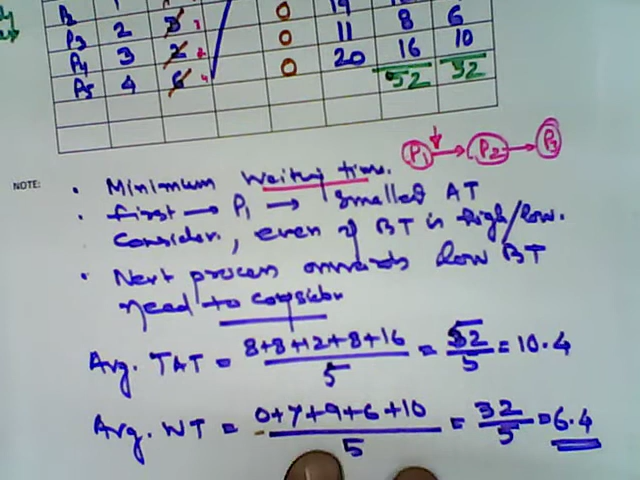 P2 1 0
P3 2 3 0 11 8 6
P4 3 2 0 20 16 10
P5 4 6 52 32
P1 → P2 → P3
NOTE: • Minimum Waiting time.
• first → P1 → Smallest AT
Consider, even if BT is high/low.
• Next process onwards low BT
need to consider
Avg. TAT = 8+8+12+8+16 / 5 = 52/5 = 10.4
Avg. WT = 0+7+9+6+10 / 5 = 32/5 = 6.4